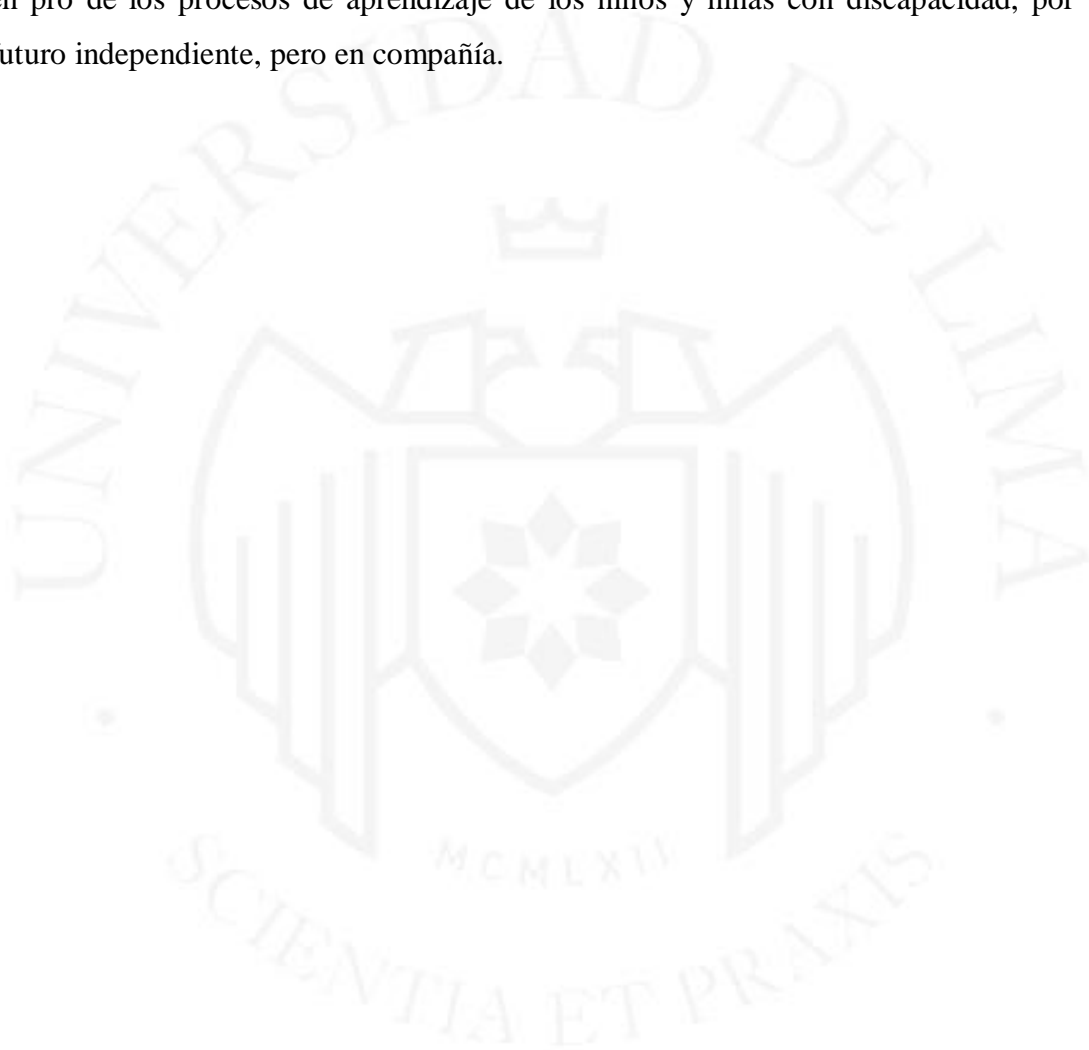 en pro de los procesos de aprendizaje de los niños y niñas con discapacidad, por
futuro independiente, pero en compañía.
UNIVERSIDAD DE LIMA
MCMLXII
SCIENTIA ET PRAXIS